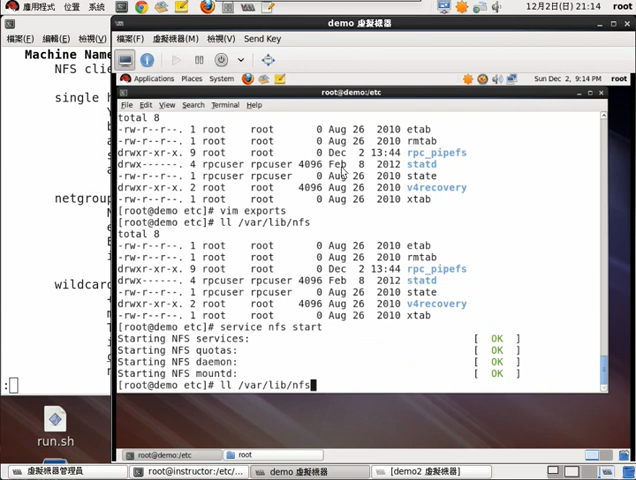 應用程式 位置 系統 12月2日(日) 21:14 root
demo 虛擬機器
檔案(F) 編輯(E) 檢視(V)
檔案(F) 虛擬機器(M) 檢視(V) Send Key
Machine Name
NFS clie
single h
netgroup
wildcard
:
Applications Places System Sun Dec 2, 9:14 PM root
root@demo:/etc
File Edit View Search Terminal Help
total 8
-rw-r--r--. 1 root root 0 Aug 26 2010 etab
-rw-r--r--. 1 root root 0 Aug 26 2010 rmtab
drwxr-xr-x. 9 root root 0 Dec 2 13:44 rpc_pipefs
drwx------. 4 rpcuser rpcuser 4096 Feb 8 2012 statd
-rw-r--r--. 1 rpcuser rpcuser 0 Aug 26 2010 state
drwxr-xr-x. 2 root root 4096 Aug 26 2010 v4recovery
-rw-r--r--. 1 root root 0 Aug 26 2010 xtab
[root@demo etc]# vim exports
[root@demo etc]# ll /var/lib/nfs
total 8
-rw-r--r--. 1 root root 0 Aug 26 2010 etab
-rw-r--r--. 1 root root 0 Aug 26 2010 rmtab
drwxr-xr-x. 9 root root 0 Dec 2 13:44 rpc_pipefs
drwx------. 4 rpcuser rpcuser 4096 Feb 8 2012 statd
-rw-r--r--. 1 rpcuser rpcuser 0 Aug 26 2010 state
drwxr-xr-x. 2 root root 4096 Aug 26 2010 v4recovery
-rw-r--r--. 1 root root 0 Aug 26 2010 xtab
[root@demo etc]# service nfs start
Starting NFS services: [ OK ]
Starting NFS quotas: [ OK ]
Starting NFS daemon: [ OK ]
Starting NFS mountd: [ OK ]
[root@demo etc]# ll /var/lib/nfs
run.sh
root@demo:/etc root
虛擬機器管理員 root@instructor:/etc/... demo 虛擬機器 [demo2 虛擬機器]